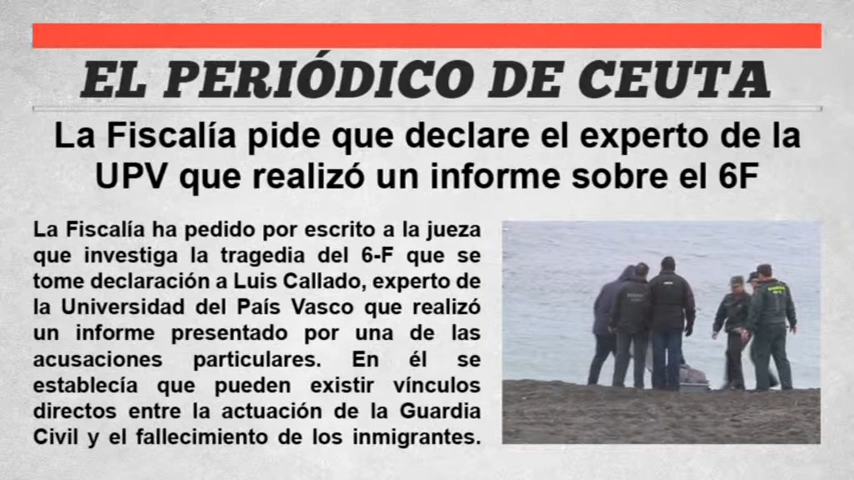 EL PERIÓDICO DE CEUTA
La Fiscalía pide que declare el experto de la
UPV que realizó un informe sobre el 6F
La Fiscalía ha pedido por escrito a la jueza
que investiga la tragedia del 6-F que se
tome declaración a Luis Callado, experto de
la Universidad del País Vasco que realizó
un informe presentado por una de las
acusaciones particulares. En él se
establecía que pueden existir vínculos
directos entre la actuación de la Guardia
Civil y el fallecimiento de los inmigrantes.